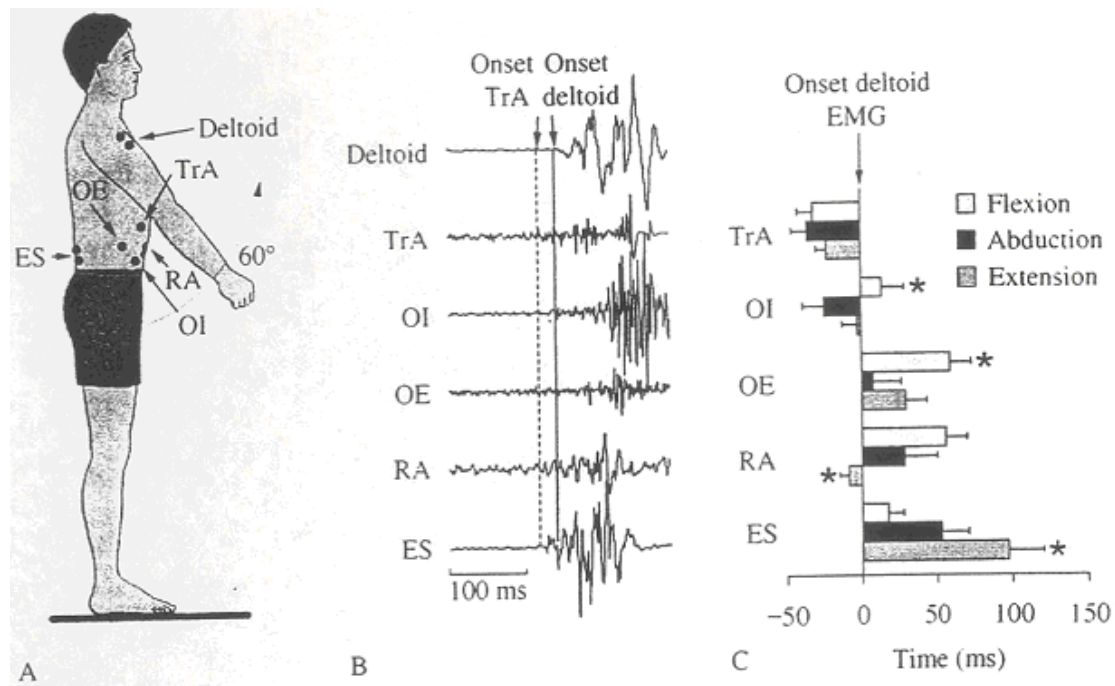 Deltoid
TrA
OE
ES
60°
RA
OI
A
Onset Onset
TrA deltoid
Deltoid
TrA
OI
OE
RA
ES
100 ms
B
Onset deltoid
EMG
Flexion
Abduction
Extension
TrA
OI
*
OE
*
RA
*
ES
*
−50 0 50 100 150
Time (ms)
C